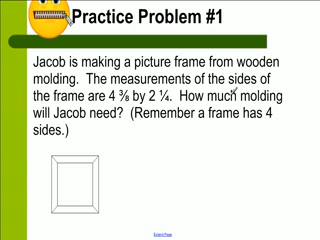 Practice Problem #1
Jacob is making a picture frame from wooden
molding. The measurements of the sides of
the frame are 4 ⅜ by 2 ¼. How much molding
will Jacob need? (Remember a frame has 4
sides.)